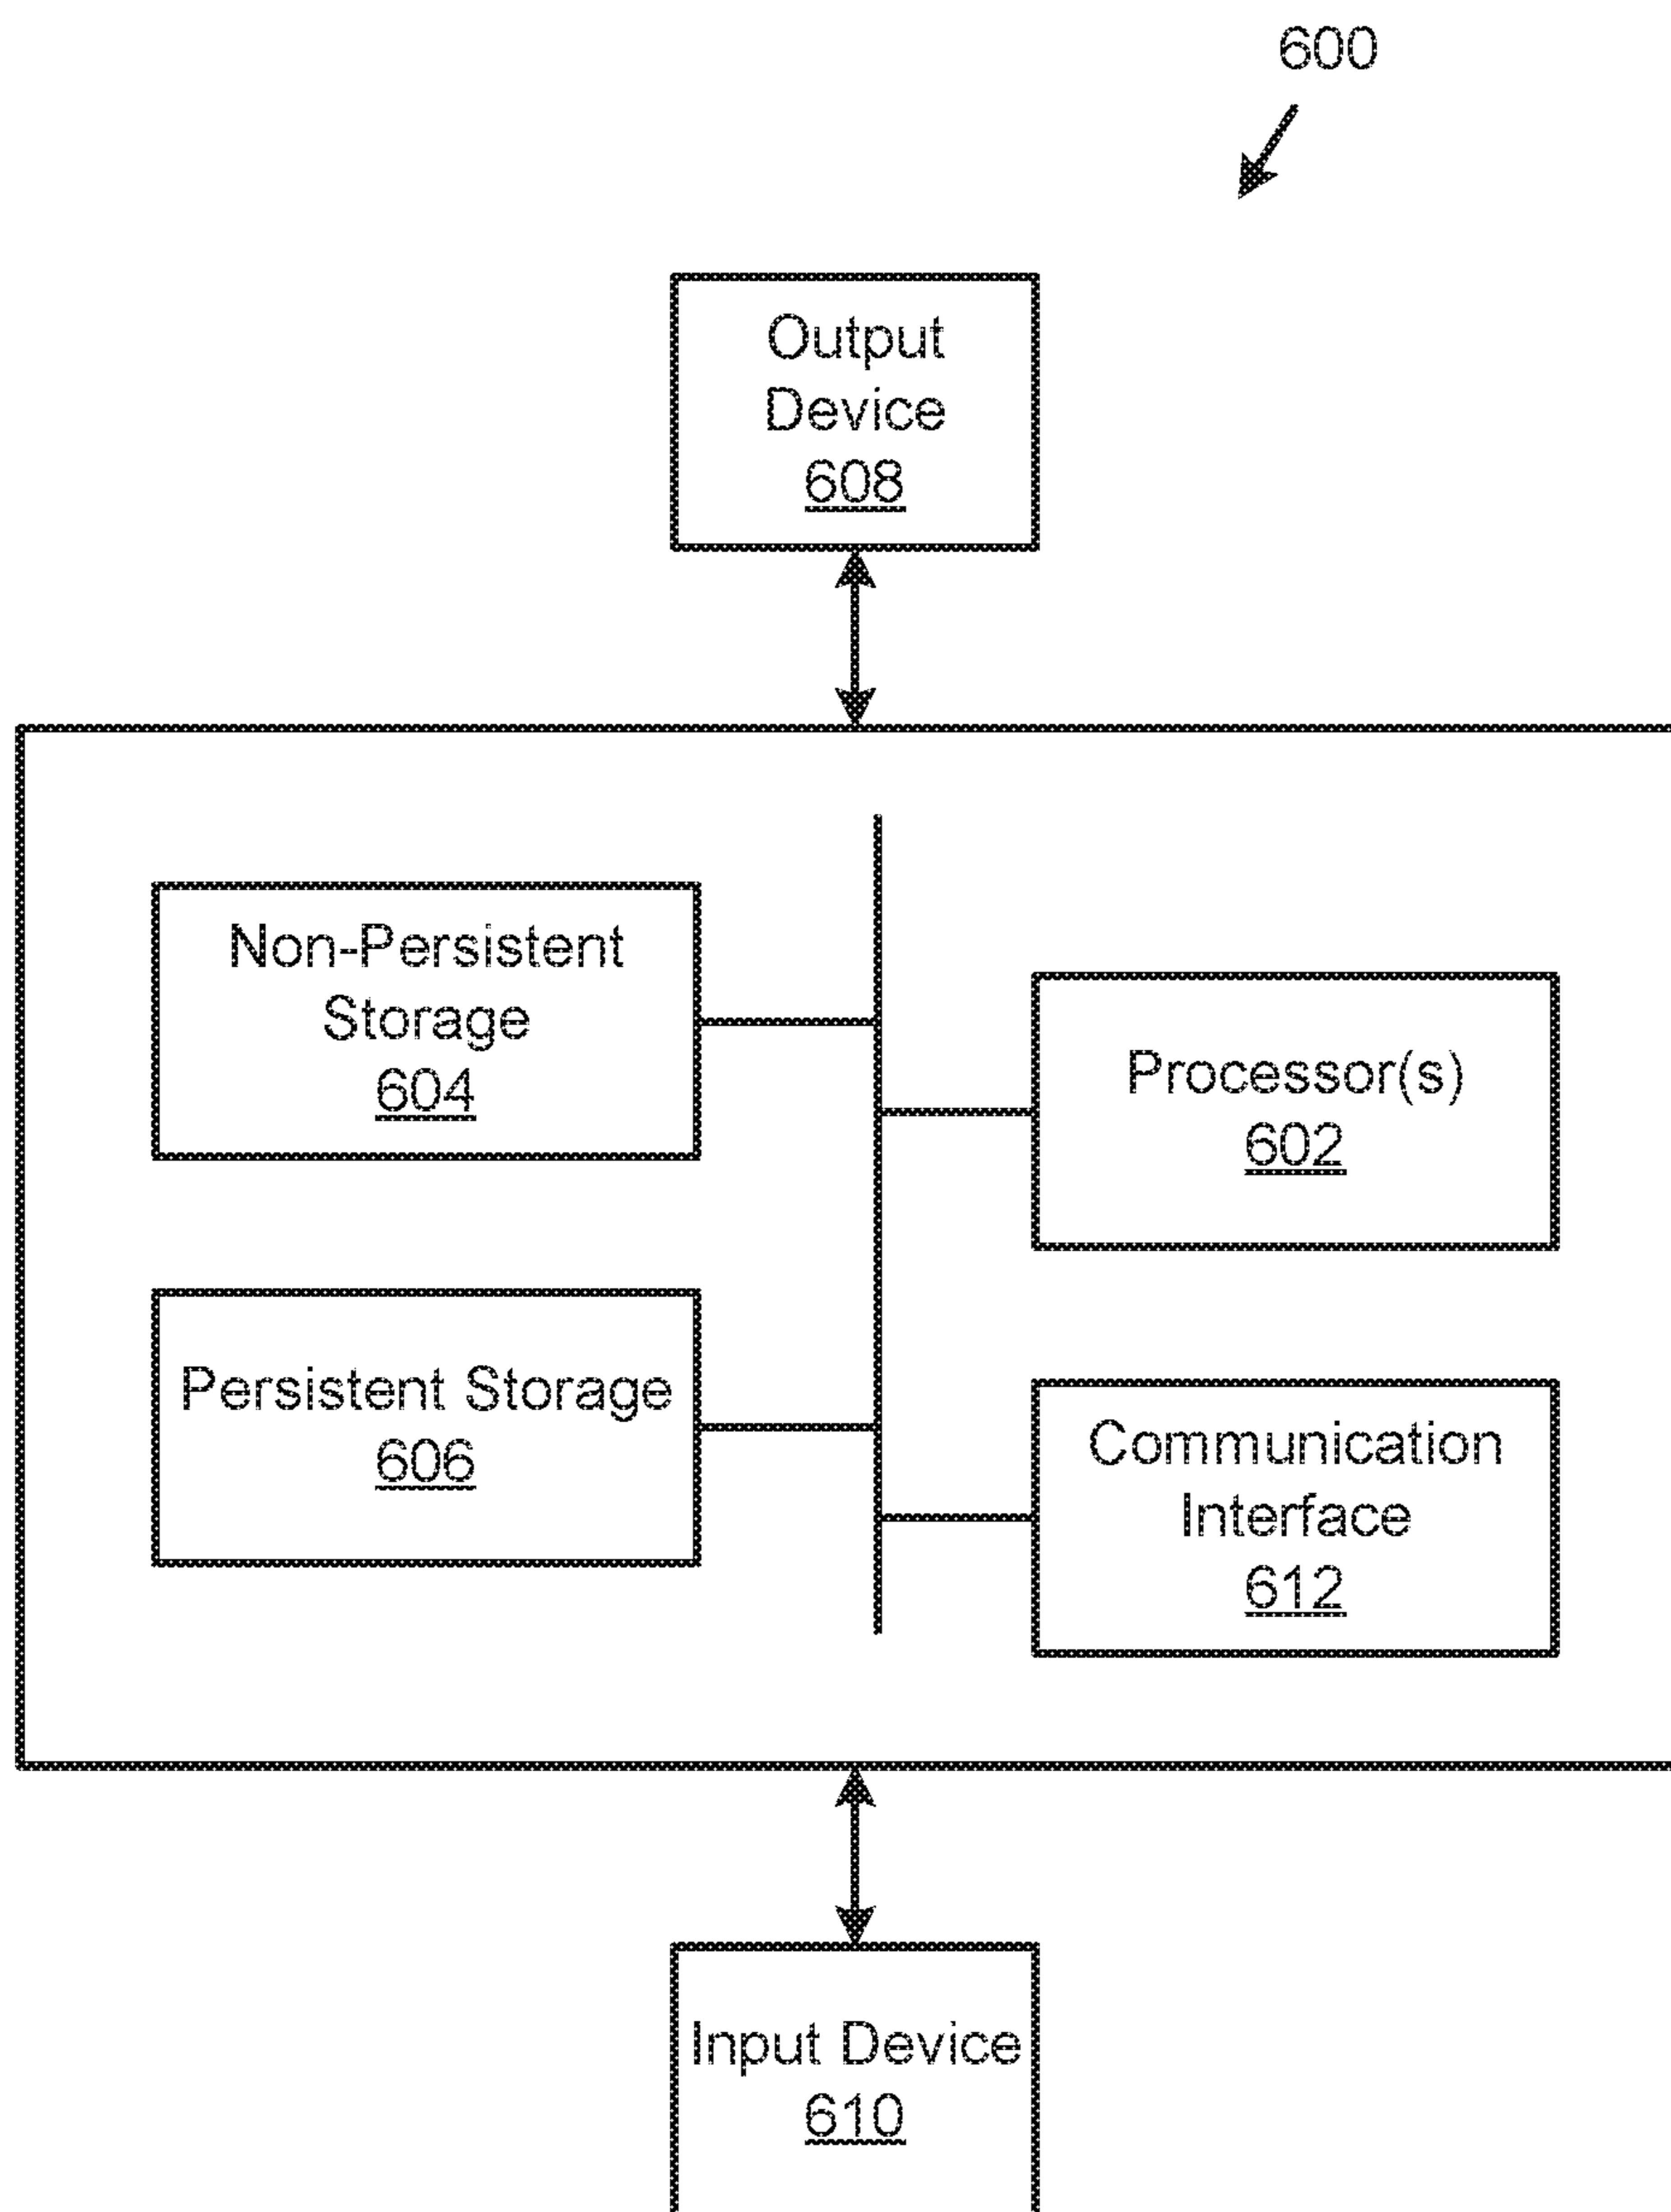 600
Output
Device
608
Non-Persistent
Storage
604
Processor(s)
602
Persistent Storage
606
Communication
Interface
612
Input Device
610